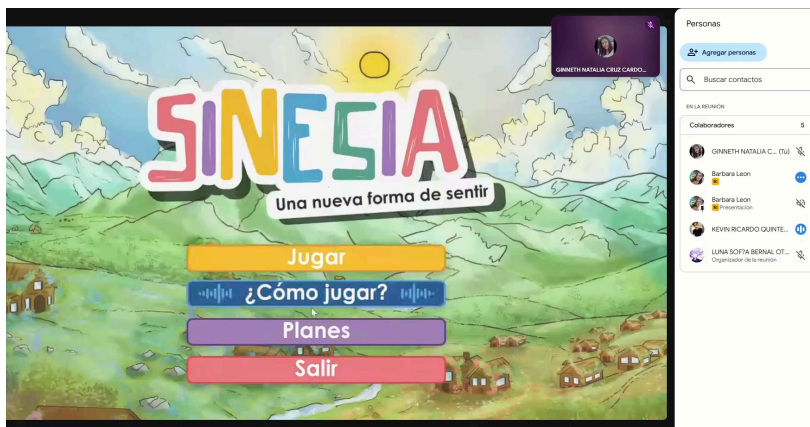 GINNETH NATALIA CRUZ CARDO...
SINESIA
Una nueva forma de sentir
Jugar
¿Cómo jugar?
Planes
Salir
Personas
Agregar personas
Buscar contactos
EN LA REUNIÓN
Colaboradores 5
GINNETH NATALIA C... (Tú)
Barbara Leon
Barbara Leon
Presentación
KEVIN RICARDO QUINTE...
LUNA SOF?A BERNAL OT...
Organizador de la reunión